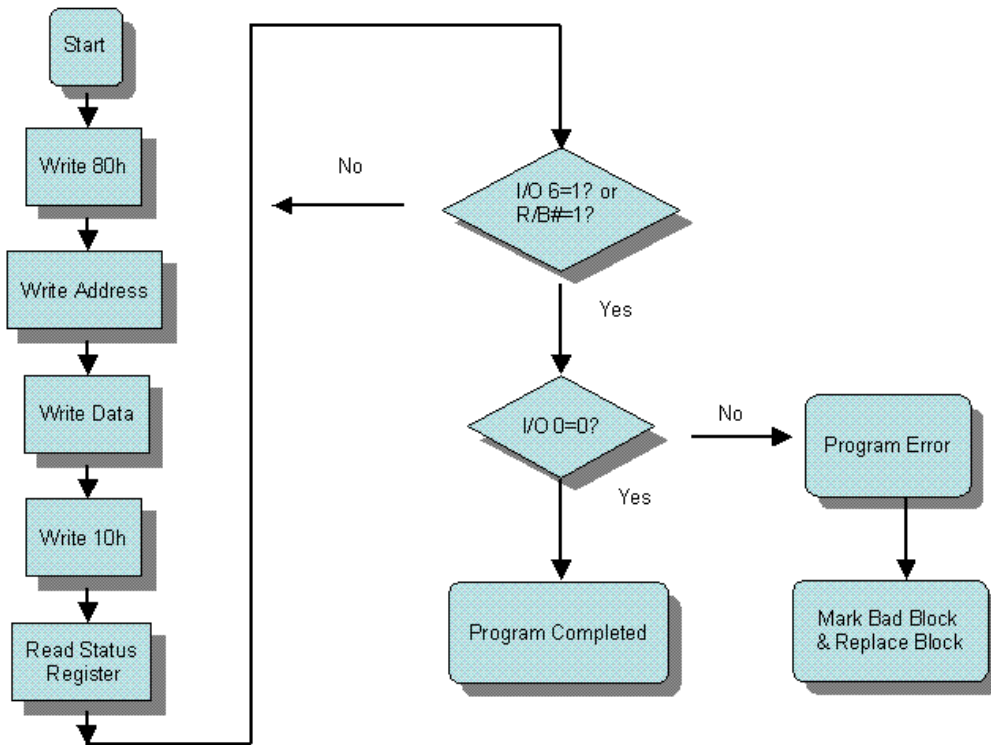 Start
Write 80h
Write Address
Write Data
Write 10h
Read Status
Register
No
I/O 6=1? or
R/B#=1?
Yes
I/O 0=0?
No
Yes
Program Error
Program Completed
Mark Bad Block
& Replace Block